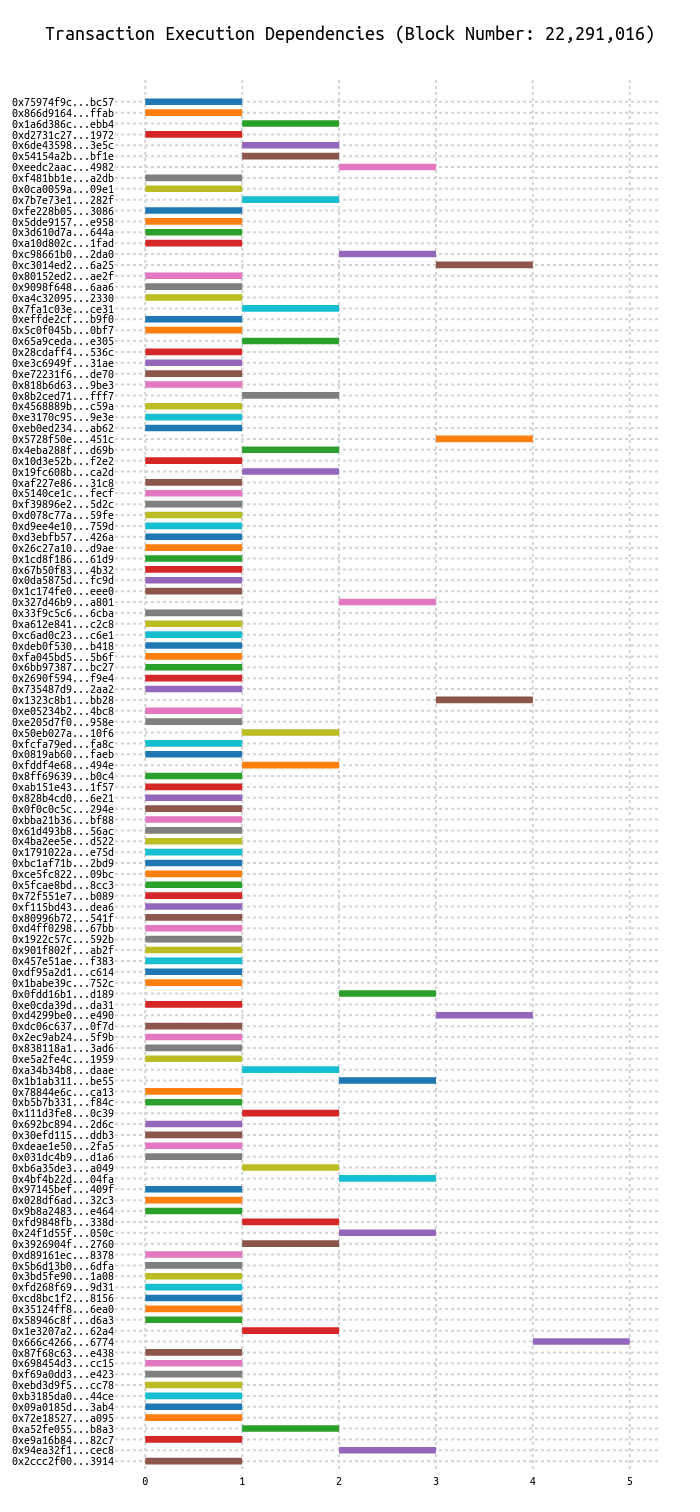 Transaction Execution Dependencies (Block Number: 22,291,016)
0x75974f9c...bc57
0x866d9164...ffab
0x1a6d386c...ebb4
0xd2731c27...1972
0x6de43598...3e5c
0x54154a2b...bf1e
0xeedc2aac...4982
0xf481bb1e...a2db
0x0ca0059a...09e1
0x7b7e73e1...282f
0xfe228b05...3086
0x5dde9157...e958
0x3d610d7a...644a
0xa10d802c...1fad
0xc98661b0...2da0
0xc3014ed2...6a25
0x80152ed2...ae2f
0x9098f648...6aa6
0xa4c32095...2330
0x7fa1c03e...ce31
0xeffde2cf...b9f0
0x5c0f045b...0bf7
0x65a9ceda...e305
0x28cdaff4...536c
0xe3c6949f...31ae
0xe72231f6...de70
0x818b6d63...9be3
0x8b2ced71...fff7
0x4568889b...c59a
0xe3170c95...9e3e
0xeb0ed234...ab62
0x5728f50e...451c
0x4eba288f...d69b
0x10d3e52b...f2e2
0x19fc608b...ca2d
0xaf227e86...31c8
0x5140ce1c...fecf
0xf39896e2...5d2c
0xd078c77a...59fe
0xd9ee4e10...759d
0xd3ebfb57...426a
0x26c27a10...d9ae
0x1cd8f186...61d9
0x67b50f83...4b32
0x0da5875d...fc9d
0x1c174fe0...eee0
0x327d46b9...a801
0x33f9c5c6...6cba
0xa612e841...c2c8
0xc6ad0c23...c6e1
0xdeb0f530...b418
0xfa045bd5...5b6f
0x6bb97387...bc27
0x2690f594...f9e4
0x735487d9...2aa2
0x1323c8b1...bb28
0xe05234b2...4bc8
0xe205d7f0...958e
0x50eb027a...10f6
0xfcfa79ed...fa8c
0x0819ab60...faeb
0xfddf4e68...494e
0x8ff69639...b0c4
0xab151e43...1f57
0x828b4cd0...6e21
0x0f0c0c5c...294e
0xbba21b36...bf88
0x61d493b8...56ac
0x4ba2ee5e...d522
0x1791022a...e75d
0xbc1af71b...2bd9
0xce5fc822...09bc
0x5fcae8bd...8cc3
0x72f551e7...b089
0xf115bd43...dea6
0x80996b72...541f
0xd4ff0298...67bb
0x1922c57c...592b
0x901f802f...ab2f
0x457e51ae...f383
0xdf95a2d1...c614
0x1babe39c...752c
0x0fdd16b1...d189
0xe0cda39d...da31
0xd4299be0...e490
0xdc06c637...0f7d
0x2ec9ab24...5f9b
0x838118a1...3ad6
0xe5a2fe4c...1959
0xa34b34b8...daae
0x1b1ab311...be55
0x78844e6c...ca13
0xb5b7b331...f84c
0x111d3fe8...0c39
0x692bc894...2d6c
0x30efd115...ddb3
0xdeae1e50...2fa5
0x031dc4b9...d1a6
0xb6a35de3...a049
0x4bf4b22d...04fa
0x97145bef...409f
0x028df6ad...32c3
0x9b8a2483...e464
0xfd9848fb...338d
0x24f1d55f...050c
0x3926904f...2760
0xd89161ec...8378
0x5b6d13b0...6dfa
0x3bd5fe90...1a08
0xfd268f69...9d31
0xcd8bc1f2...8156
0x35124ff8...6ea0
0x58946c8f...d6a3
0x1e3207a2...62a4
0x666c4266...6774
0x87f68c63...e438
0x698454d3...cc15
0xf69a0dd3...e423
0xebd3d9f5...cc78
0xb3185da0...44ce
0x09a0185d...3ab4
0x72e18527...a095
0xa52fe055...b8a3
0xe9a16b84...82c7
0x94ea32f1...cec8
0x2ccc2f00...3914
0 1 2 3 4 5